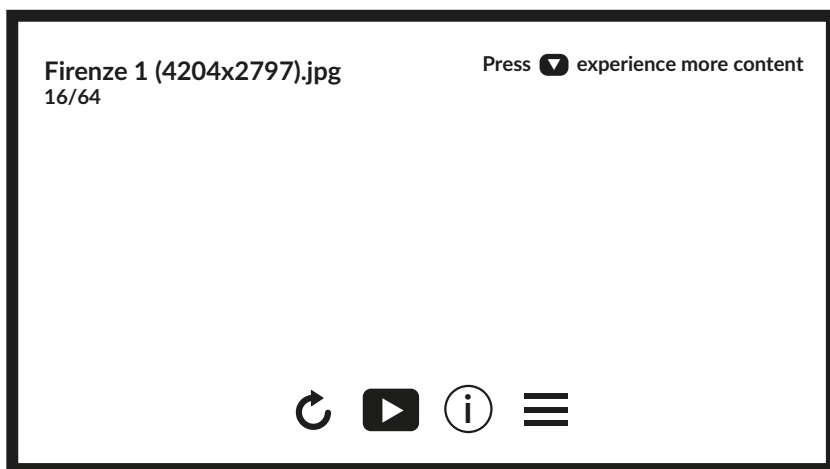 Firenze 1 (4204x2797).jpg
16/64
Press ▼ experience more content
i